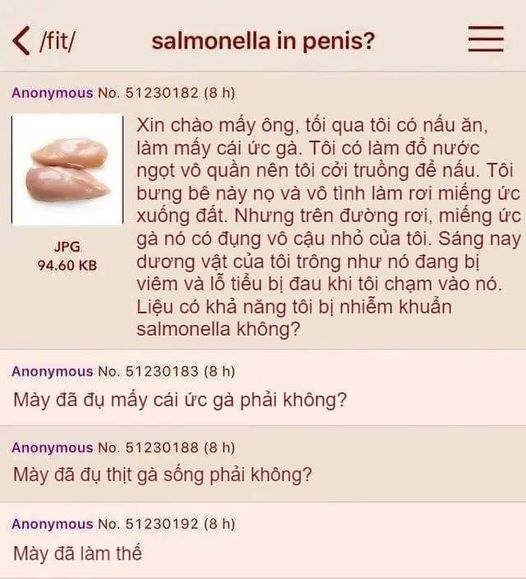 /fit/
salmonella in penis?
Anonymous No. 51230182 (8 h)
Xin chào mấy ông, tối qua tôi có nấu ăn,
làm mấy cái ức gà. Tôi có làm đổ nước
ngọt vô quần nên tôi cởi truồng để nấu. Tôi
bưng bê này nọ và vô tình làm rơi miếng ức
xuống đất. Nhưng trên đường rơi, miếng ức
gà nó có đụng vô cậu nhỏ của tôi. Sáng nay
dương vật của tôi trông như nó đang bị
viêm và lỗ tiểu bị đau khi tôi chạm vào nó.
Liệu có khả năng tôi bị nhiễm khuẩn
salmonella không?
JPG
94.60 KB
Anonymous No. 51230183 (8 h)
Mày đã đụ mấy cái ức gà phải không?
Anonymous No. 51230188 (8 h)
Mày đã đụ thịt gà sống phải không?
Anonymous No. 51230192 (8 h)
Mày đã làm thế